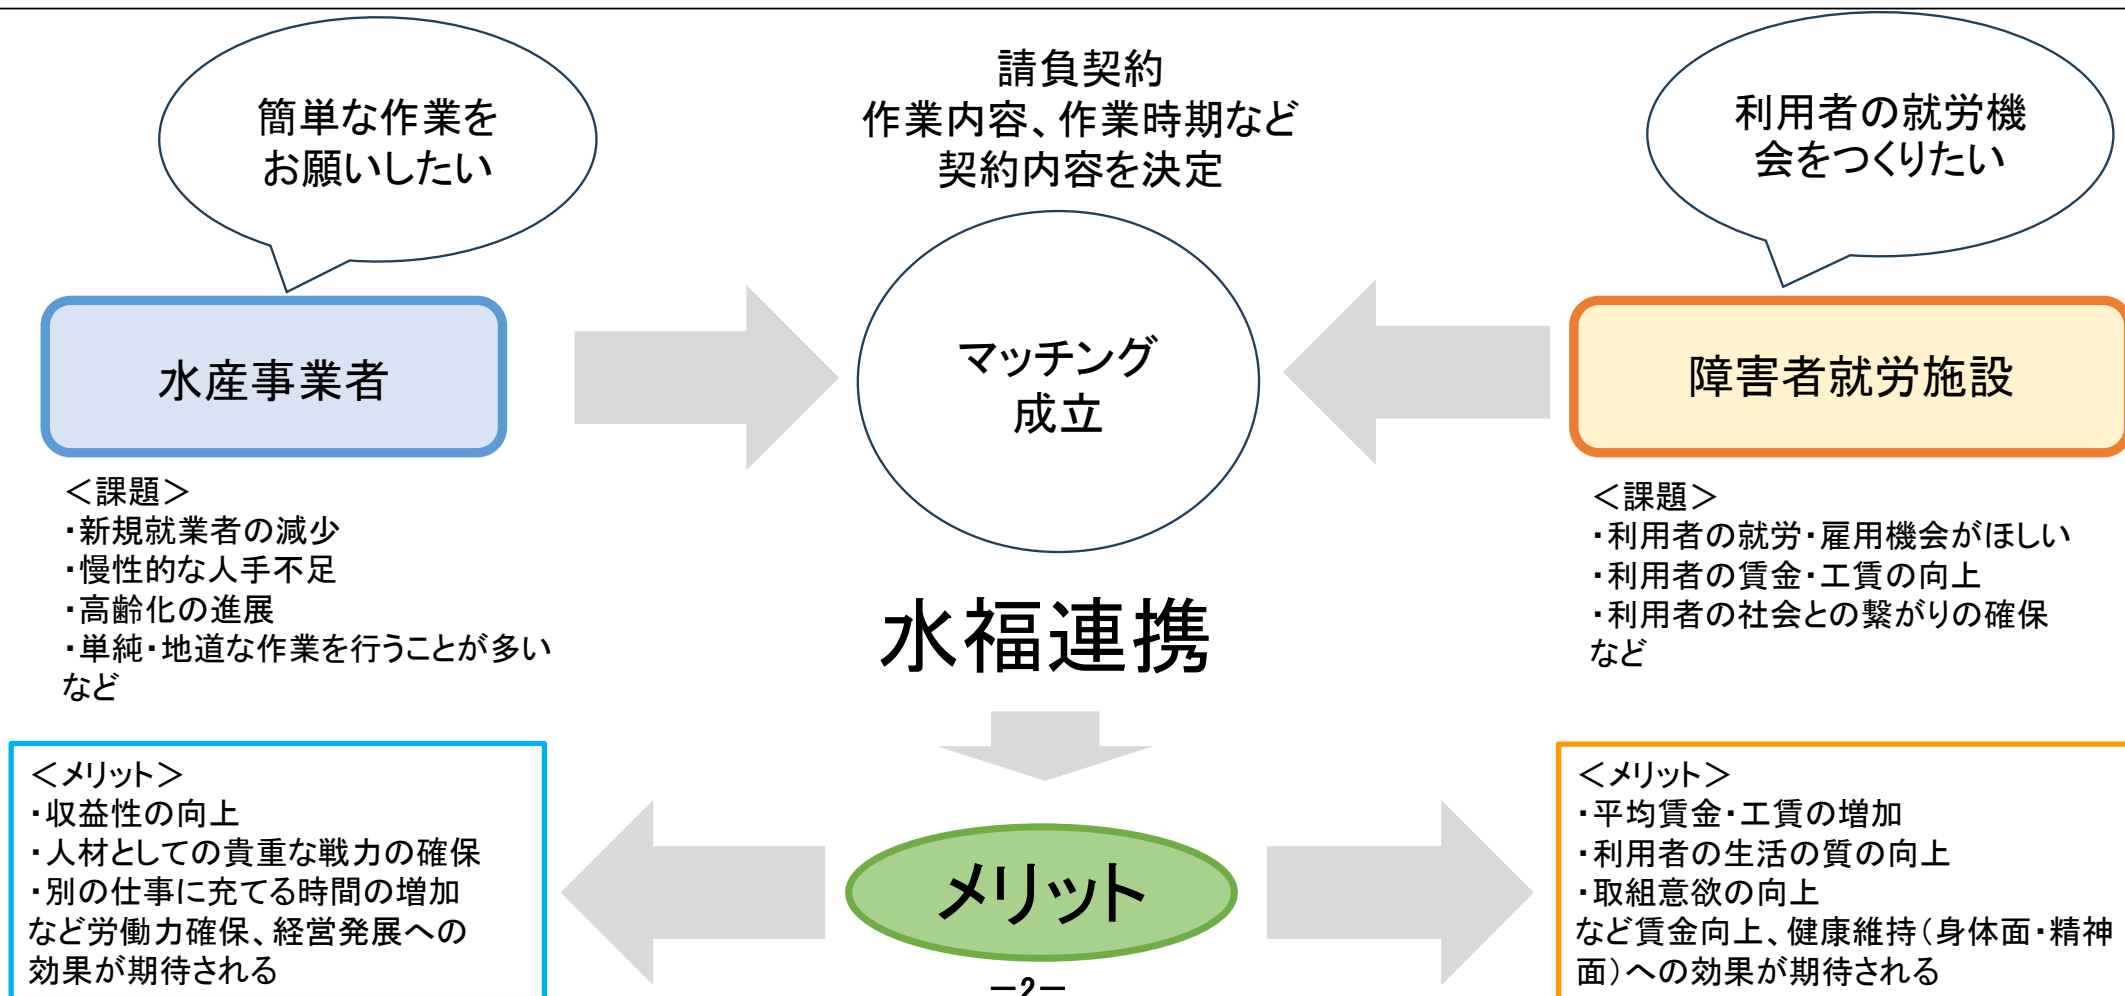 簡単な作業を
お願いしたい
請負契約
作業内容、作業時期など
契約内容を決定
利用者の就労機
会をつくりたい
水産事業者
マッチング
成立
障害者就労施設
＜課題＞
・新規就業者の減少
・慢性的な人手不足
・高齢化の進展
・単純・地道な作業を行うことが多い
など
＜課題＞
・利用者の就労・雇用機会がほしい
・利用者の賃金・工賃の向上
・利用者の社会との繋がりの確保
など
水福連携
＜メリット＞
・収益性の向上
・人材としての貴重な戦力の確保
・別の仕事に充てる時間の増加
など労働力確保、経営発展への
効果が期待される
メリット
＜メリット＞
・平均賃金・工賃の増加
・利用者の生活の質の向上
・取組意欲の向上
など賃金向上、健康維持（身体面・精神
面）への効果が期待される
－2－